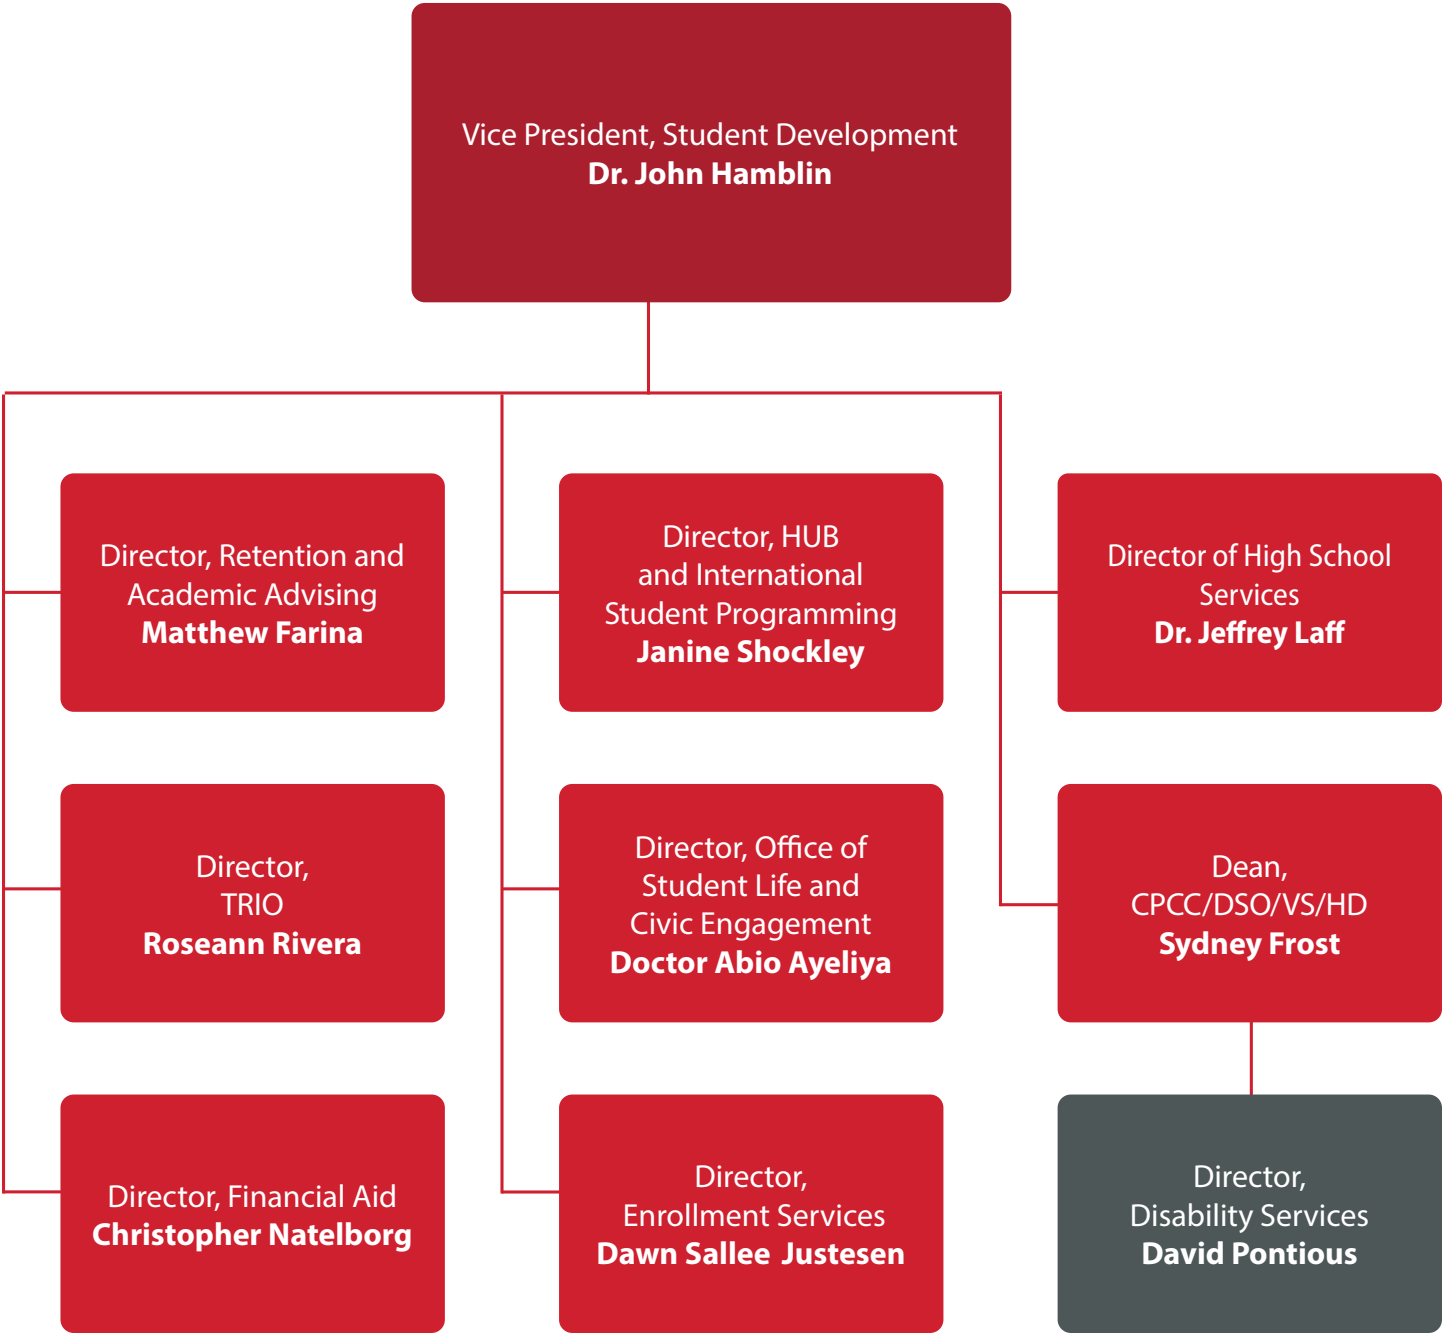 Vice President, Student Development
Dr. John Hamblin
Director, Retention and
Academic Advising
Matthew Farina
Director, HUB
and International
Student Programming
Janine Shockley
Director of High School
Services
Dr. Jeffrey Laff
Director,
TRIO
Roseann Rivera
Director, Office of
Student Life and
Civic Engagement
Doctor Abio Ayeliya
Dean,
CPCC/DSO/VS/HD
Sydney Frost
Director, Financial Aid
Christopher Natelborg
Director,
Enrollment Services
Dawn Sallee Justesen
Director,
Disability Services
David Pontious